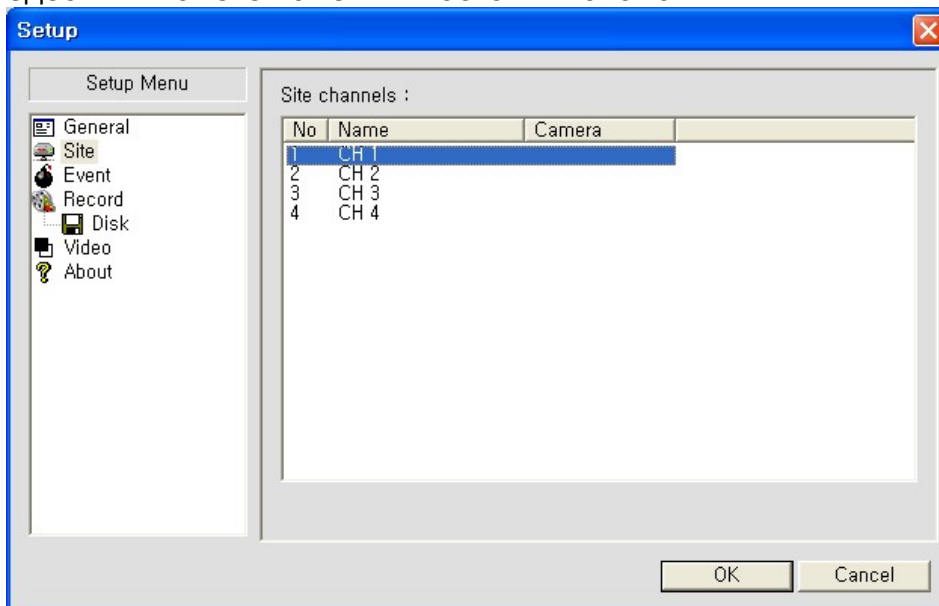 Setup
Setup Menu
General
Site
Event
Record
Disk
Video
About
Site channels :
No Name Camera
1 CH 1
2 CH 2
3 CH 3
4 CH 4
OK Cancel